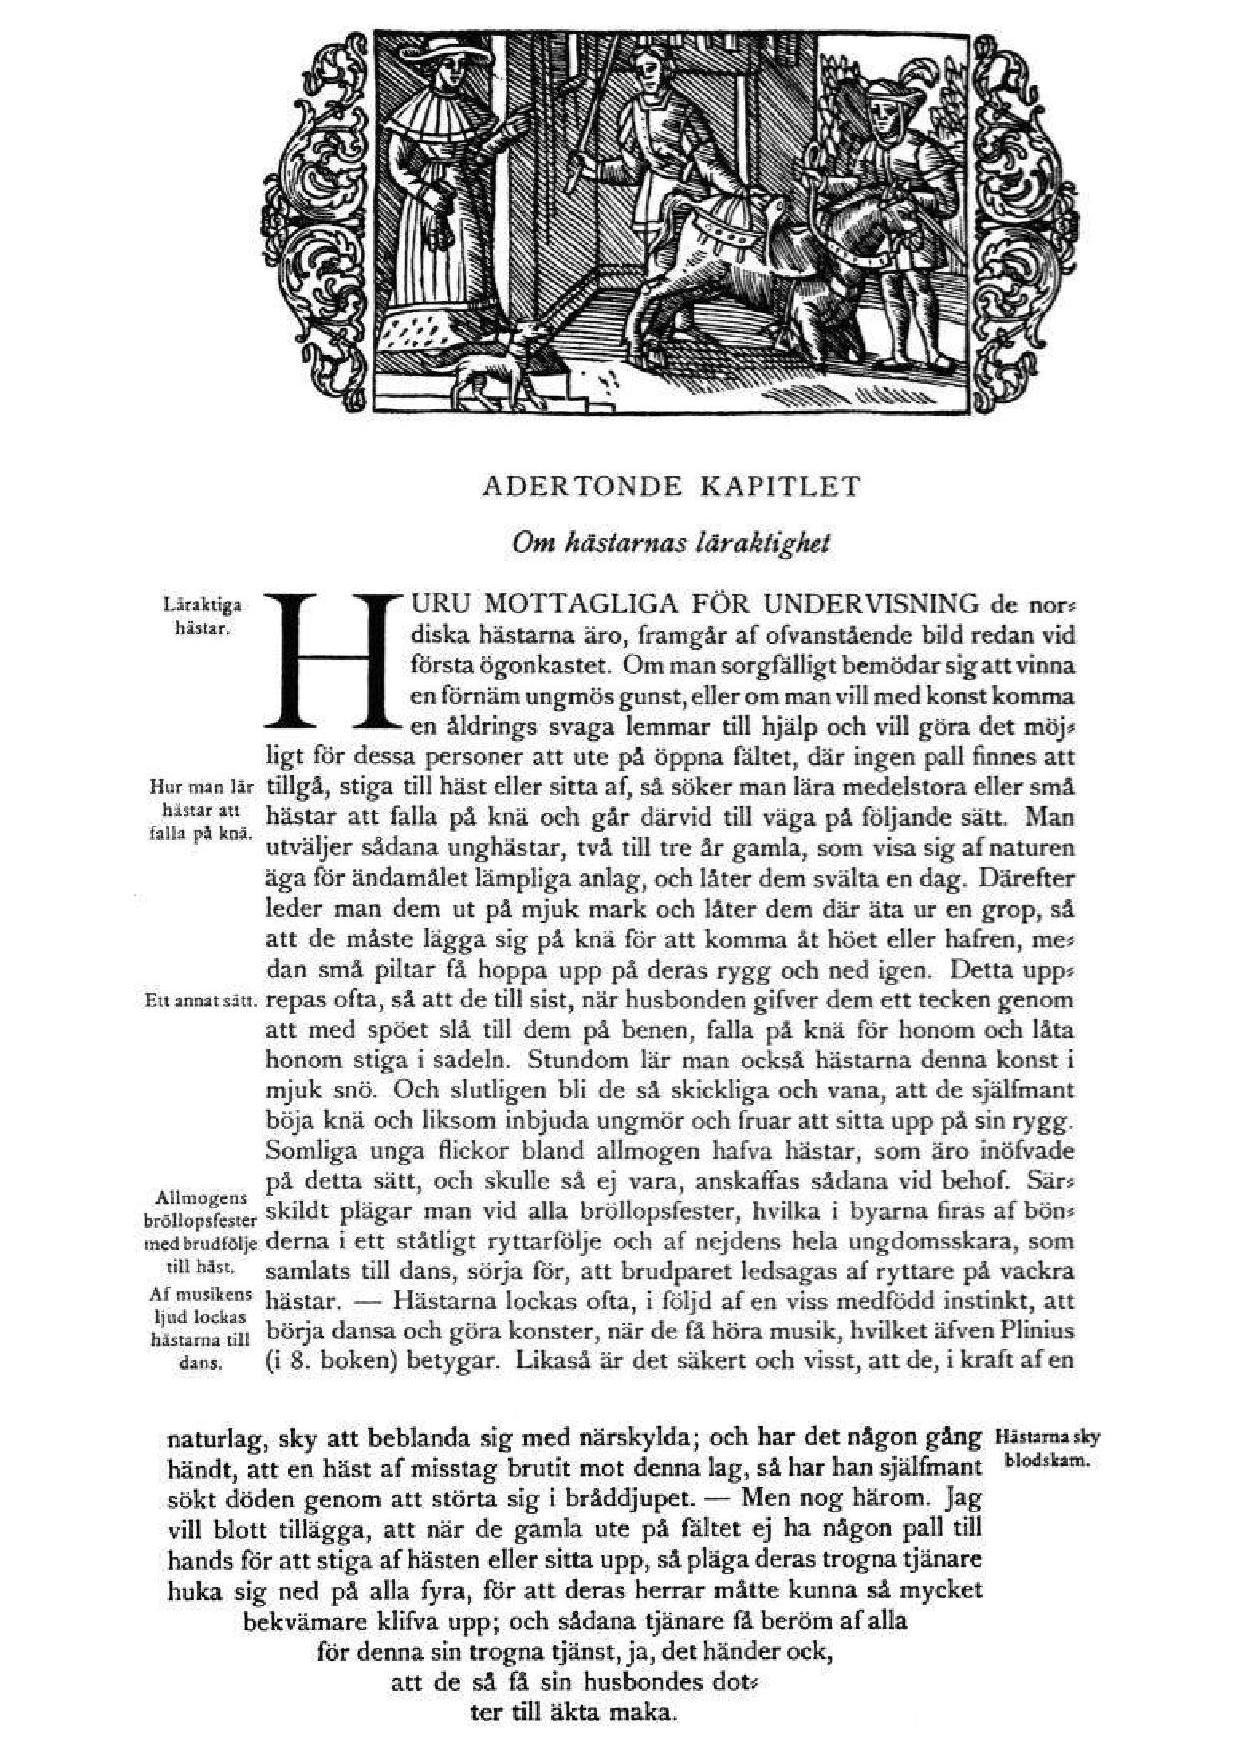 ADERTONDE KAPITLET
Om hästarnas läraktighet
Läraktiga
hästar.
HURU MOTTAGLIGA FÖR UNDERVISNING de nor-
diska hästarna äro, framgår af ofvanstående bild redan vid
första ögonkastet. Om man sorgfälligt bemödar sig att vinna
en förnäm ungmös gunst, eller om man vill med konst komma
en åldrings svaga lemmar till hjälp och vill göra det möj-
ligt för dessa personer att ute på öppna fältet, där ingen pall finnes att
Hur man lär
hästar att
falla på knä.
tillgå, stiga till häst eller sitta af, så söker man lära medelstora eller små
hästar att falla på knä och går därvid till väga på följande sätt. Man
utväljer sådana unghästar, två till tre år gamla, som visa sig af naturen
äga för ändamålet lämpliga anlag, och låter dem svälta en dag. Därefter
leder man dem ut på mjuk mark och låter dem där äta ur en grop, så
att de måste lägga sig på knä för att komma åt höet eller hafren, me-
dan små piltar få hoppa upp på deras rygg och ned igen. Detta upp-
Ett annat sätt.
repas ofta, så att de till sist, när husbonden gifver dem ett tecken genom
att med spöet slå till dem på benen, falla på knä för honom och låta
honom stiga i sadeln. Stundom lär man också hästarna denna konst i
mjuk snö. Och slutligen bli de så skickliga och vana, att de själfmant
böja knä och liksom inbjuda ungmör och fruar att sitta upp på sin rygg.
Somliga unga flickor bland allmogen hafva hästar, som äro inöfvade
på detta sätt, och skulle så ej vara, anskaffas sådana vid behof. Sär-
Allmogens
bröllopsfester
med brudfölje
till häst.
skildt plägar man vid alla bröllopsfester, hvilka i byarna firas af bön-
derna i ett ståtligt ryttarfölje och af nejdens hela ungdomsskara, som
samlats till dans, sörja för, att brudparet ledsagas af ryttare på vackra
Af musikens
ljud lockas
hästarna till
dans.
hästar. — Hästarna lockas ofta, i följd af en viss medfödd instinkt, att
börja dansa och göra konster, när de få höra musik, hvilket äfven Plinius
(i 8. boken) betygar. Likaså är det säkert och visst, att de, i kraft af en
naturlag, sky att beblanda sig med närskylda; och har det någon gång
Hästarna sky
blodskam.
händt, att en häst af misstag brutit mot denna lag, så har han själfmant
sökt döden genom att störta sig i bråddjupet. — Men nog härom. Jag
vill blott tillägga, att när de gamla ute på fältet ej ha någon pall till
hands för att stiga af hästen eller sitta upp, så pläga deras trogna tjänare
huka sig ned på alla fyra, för att deras herrar måtte kunna så mycket
bekvämare klifva upp; och sådana tjänare få beröm af alla
för denna sin trogna tjänst, ja, det händer ock,
att de så få sin husbondes dot-
ter till äkta maka.